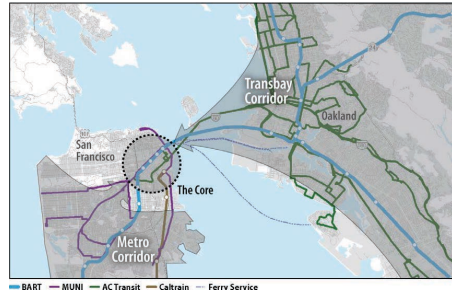 Transbay
Corridor
Oakland
San
Francisco
The Core
Metro
Corridor
BART
MUNI
AC Transit
Caltrain
Ferry Service